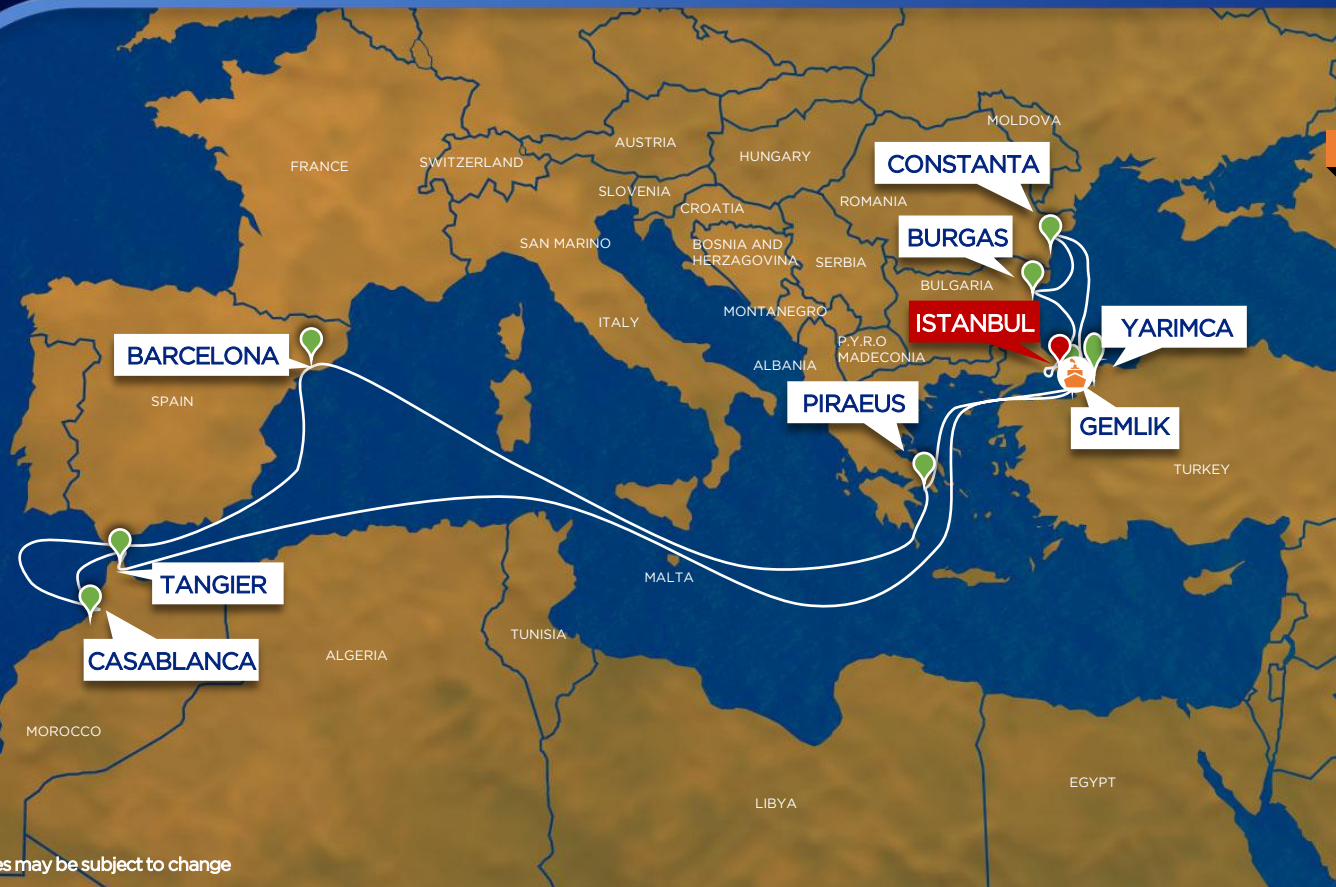 MOLDOVA
AUSTRIA
HUNGARY
CONSTANTA
FRANCE
SWITZERLAND
SLOVENIA
ROMANIA
CROATIA
BURGAS
SAN MARINO
BOSNIA AND
HERZAGOVINA
SERBIA
BULGARIA
MONTANEGRO
ITALY
ISTANBUL
YARIMCA
P.Y.R.O
MADECONIA
BARCELONA
ALBANIA
SPAIN
PIRAEUS
GEMLIK
TURKEY
MALTA
TANGIER
TUNISIA
ALGERIA
CASABLANCA
MOROCCO
EGYPT
LIBYA
es may be subject to change